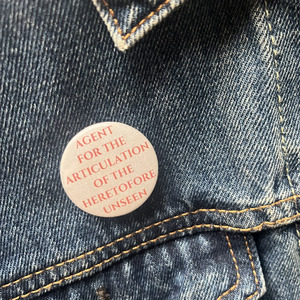 AGENT
FOR THE
ARTICULATION
OF THE
HERETOFORE
UNSEEN